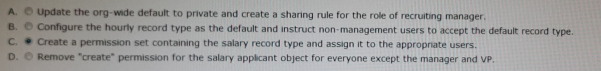 A. Update the org-wide default to private and create a sharing rule for the role of recruiting manager.
B. Configure the hourly record type as the default and instruct non-management users to accept the default record type.
C. Create a permission set containing the salary record type and assign it to the appropriate users.
D. Remove "create" permission for the salary applicant object for everyone except the manager and VP.